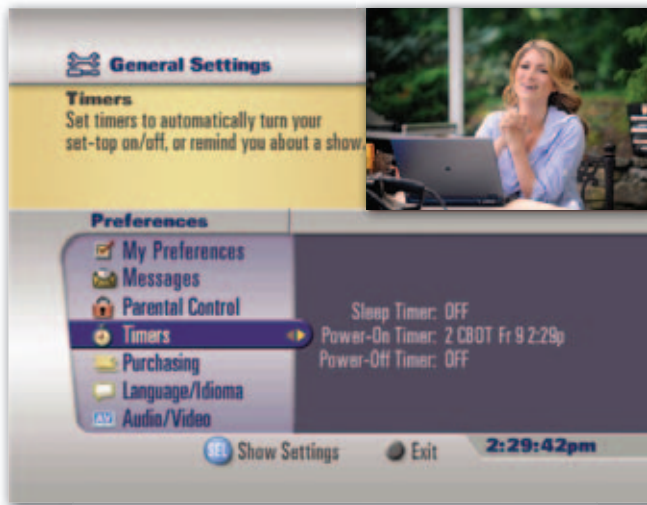 General Settings
Timers
Set timers to automatically turn your
set-top on/off, or remind you about a show.
Preferences
My Preferences
Messages
Parental Control
Timers
Purchasing
Language/Idioma
AV Audio/Video
Sleep Timer: OFF
Power-On Timer: 2 CBOT Fr 9 2:29p
Power-Off Timer: OFF
SEL Show Settings
Exit
2:29:42pm